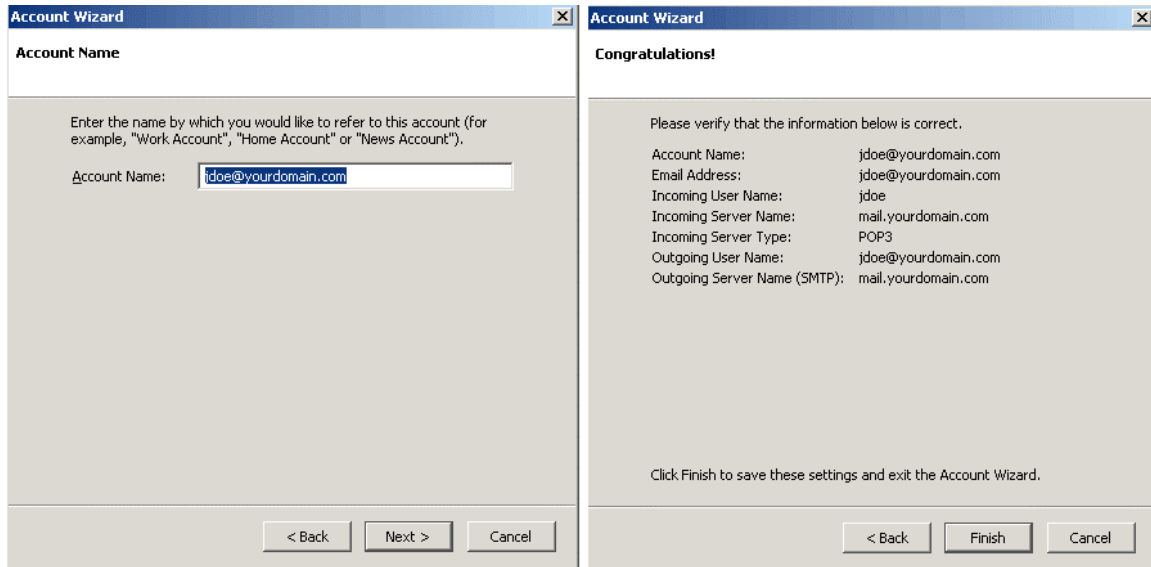 Account Wizard
Account Name
Enter the name by which you would like to refer to this account (for
example, "Work Account", "Home Account" or "News Account").
Account Name: jdoe@yourdomain.com
< Back Next > Cancel
Account Wizard
Congratulations!
Please verify that the information below is correct.
Account Name: jdoe@yourdomain.com
Email Address: jdoe@yourdomain.com
Incoming User Name: jdoe
Incoming Server Name: mail.yourdomain.com
Incoming Server Type: POP3
Outgoing User Name: jdoe@yourdomain.com
Outgoing Server Name (SMTP): mail.yourdomain.com
Click Finish to save these settings and exit the Account Wizard.
< Back Finish Cancel